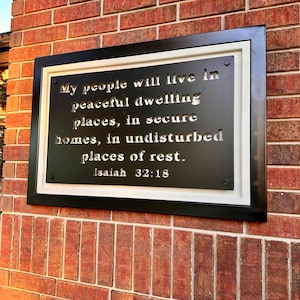 My people will live in
peaceful dwelling
places, in secure
homes, in undisturbed
places of rest.
Isaiah 32:18